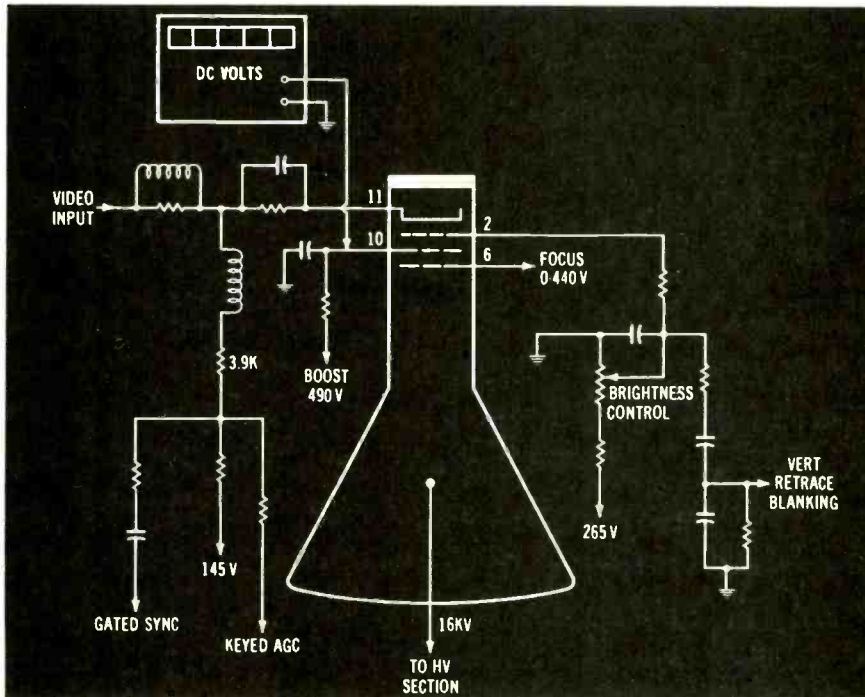 DC VOLTS
VIDEO
INPUT
11
2
10
6
FOCUS
0-440 V
3.9K
BOOST
490 V
BRIGHTNESS
CONTROL
VERT
RETRACE
BLANKING
145 V
265 V
GATED SYNC
KEYED AGC
16KV
TO HV
SECTION